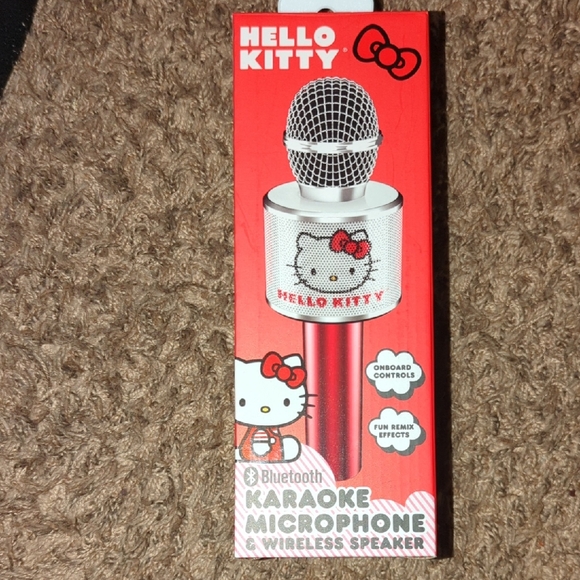 HELLO
KITTY®
HELLO KITTY
ONBOARD
CONTROLS
FUN REMIX
EFFECTS
Bluetooth
KARAOKE
MICROPHONE
& WIRELESS SPEAKER